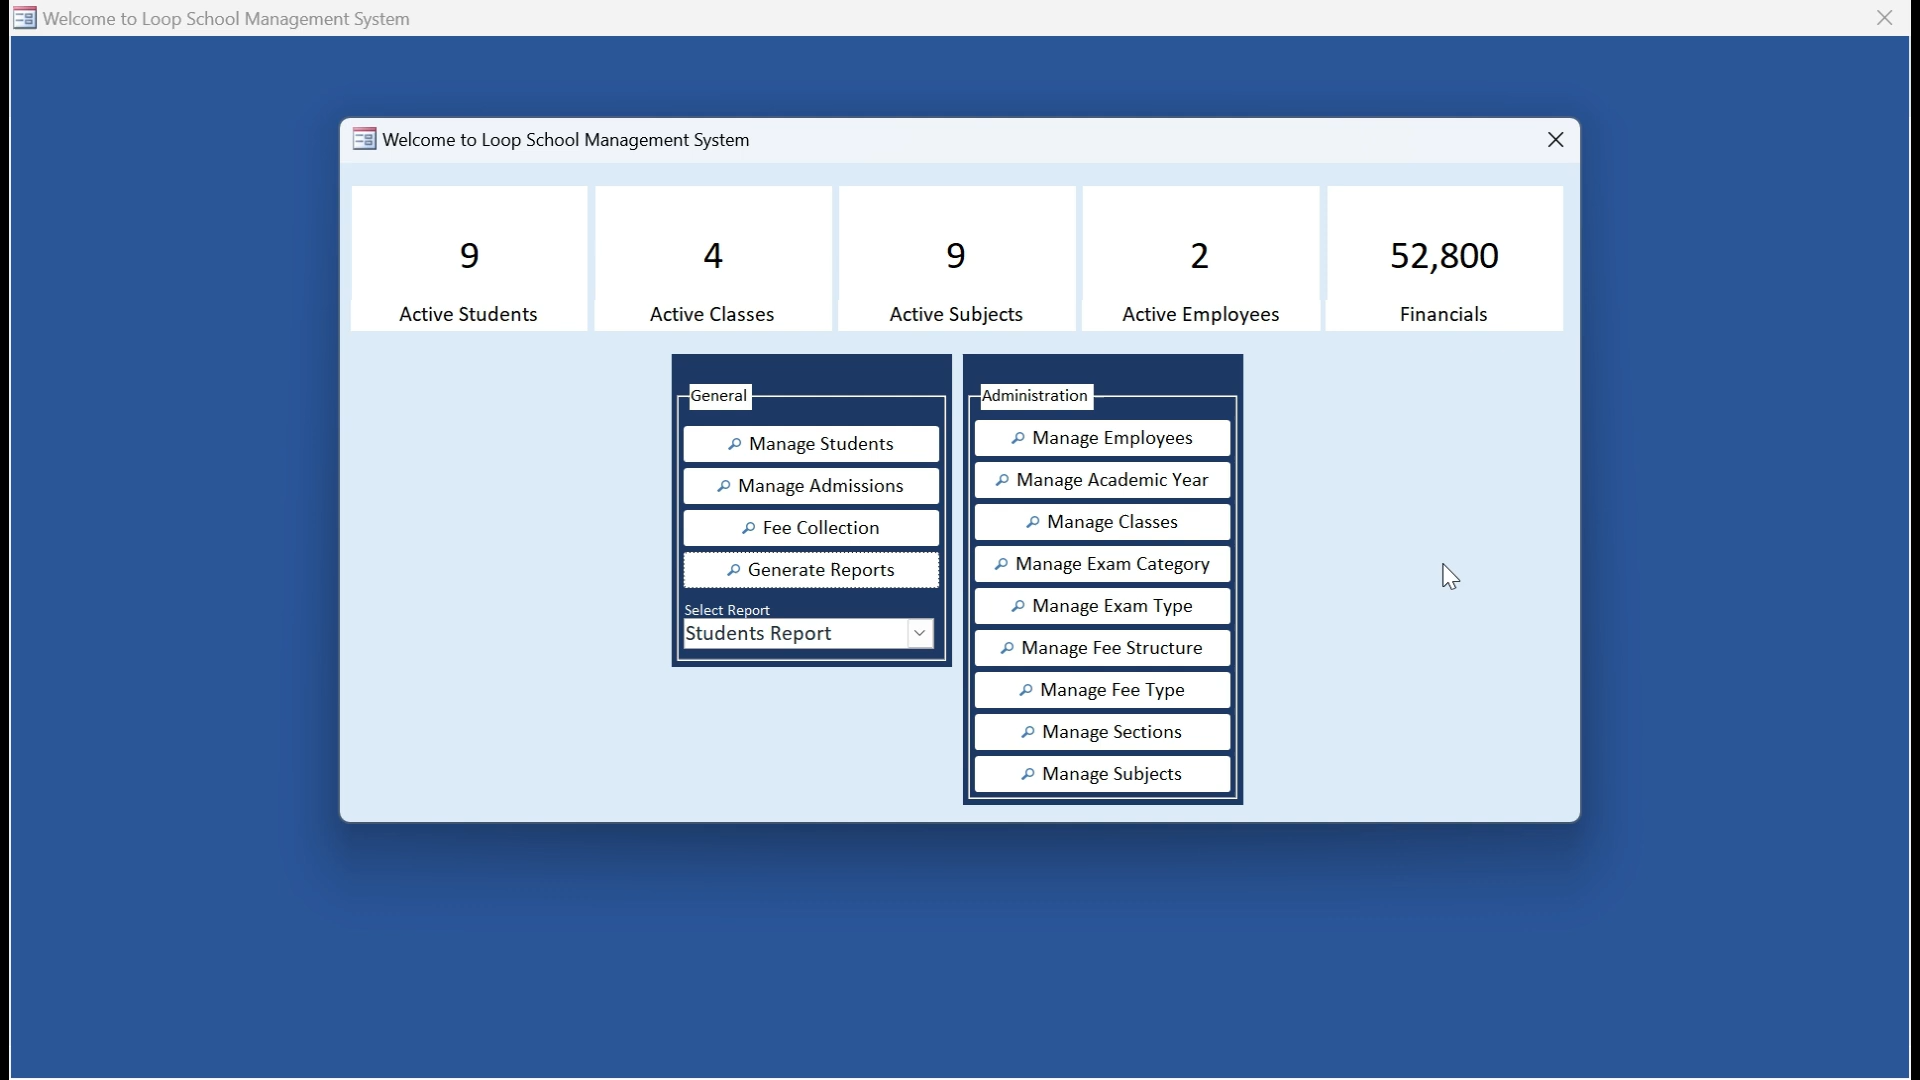 Welcome to Loop School Management System
Welcome to Loop School Management System
9
4
9
2
52,800
Active Students
Active Classes
Active Subjects
Active Employees
Financials
General
Manage Students
Manage Admissions
Fee Collection
Generate Reports
Select Report
Students Report
Administration
Manage Employees
Manage Academic Year
Manage Classes
Manage Exam Category
Manage Exam Type
Manage Fee Structure
Manage Fee Type
Manage Sections
Manage Subjects